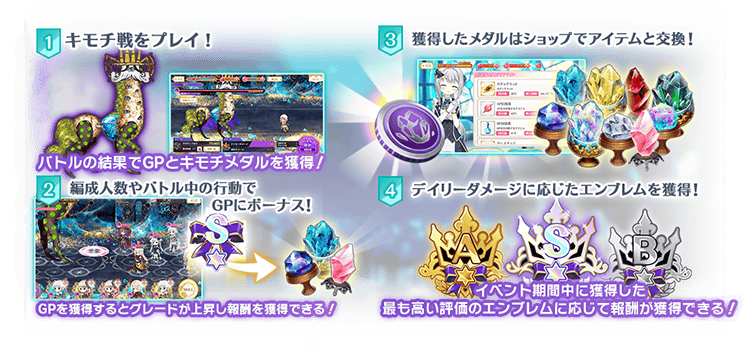 1 キモチ戦をプレイ！
バトルの結果でGPとキモチメダルを獲得！
2 編成人数やバトル中の行動で
GPにボーナス！
S
GPを獲得するとグレードが上昇し報酬を獲得できる！
3 獲得したメダルはショップでアイテムと交換！
4 デイリーダメージに応じたエンブレムを獲得！
A S B
イベント期間中に獲得した
最も高い評価のエンブレムに応じて報酬が獲得できる！